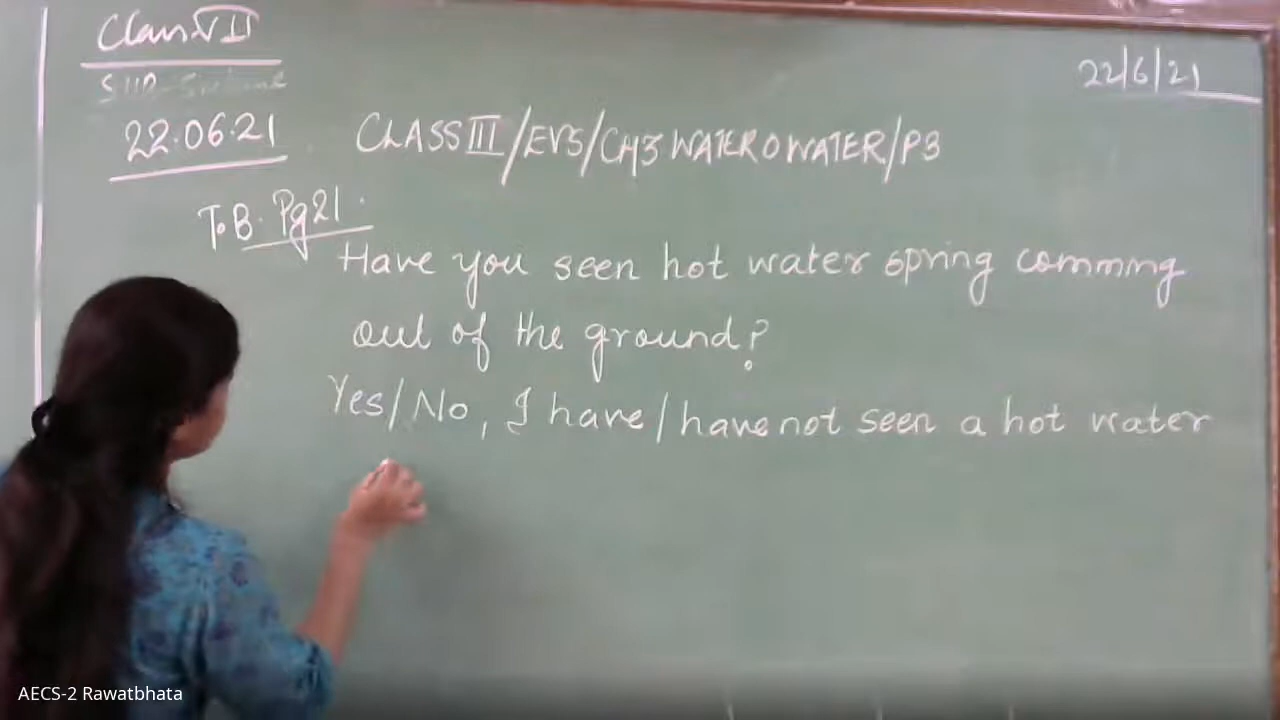 Class VII
22.06.21
22/6/21
CLASS III/EVS/CH3 WATER O WATER/P3
T.B. Pg 21.
Have you seen hot water spring comming
out of the ground?
Yes/No, I have/have not seen a hot water
AECS-2 Rawatbhata